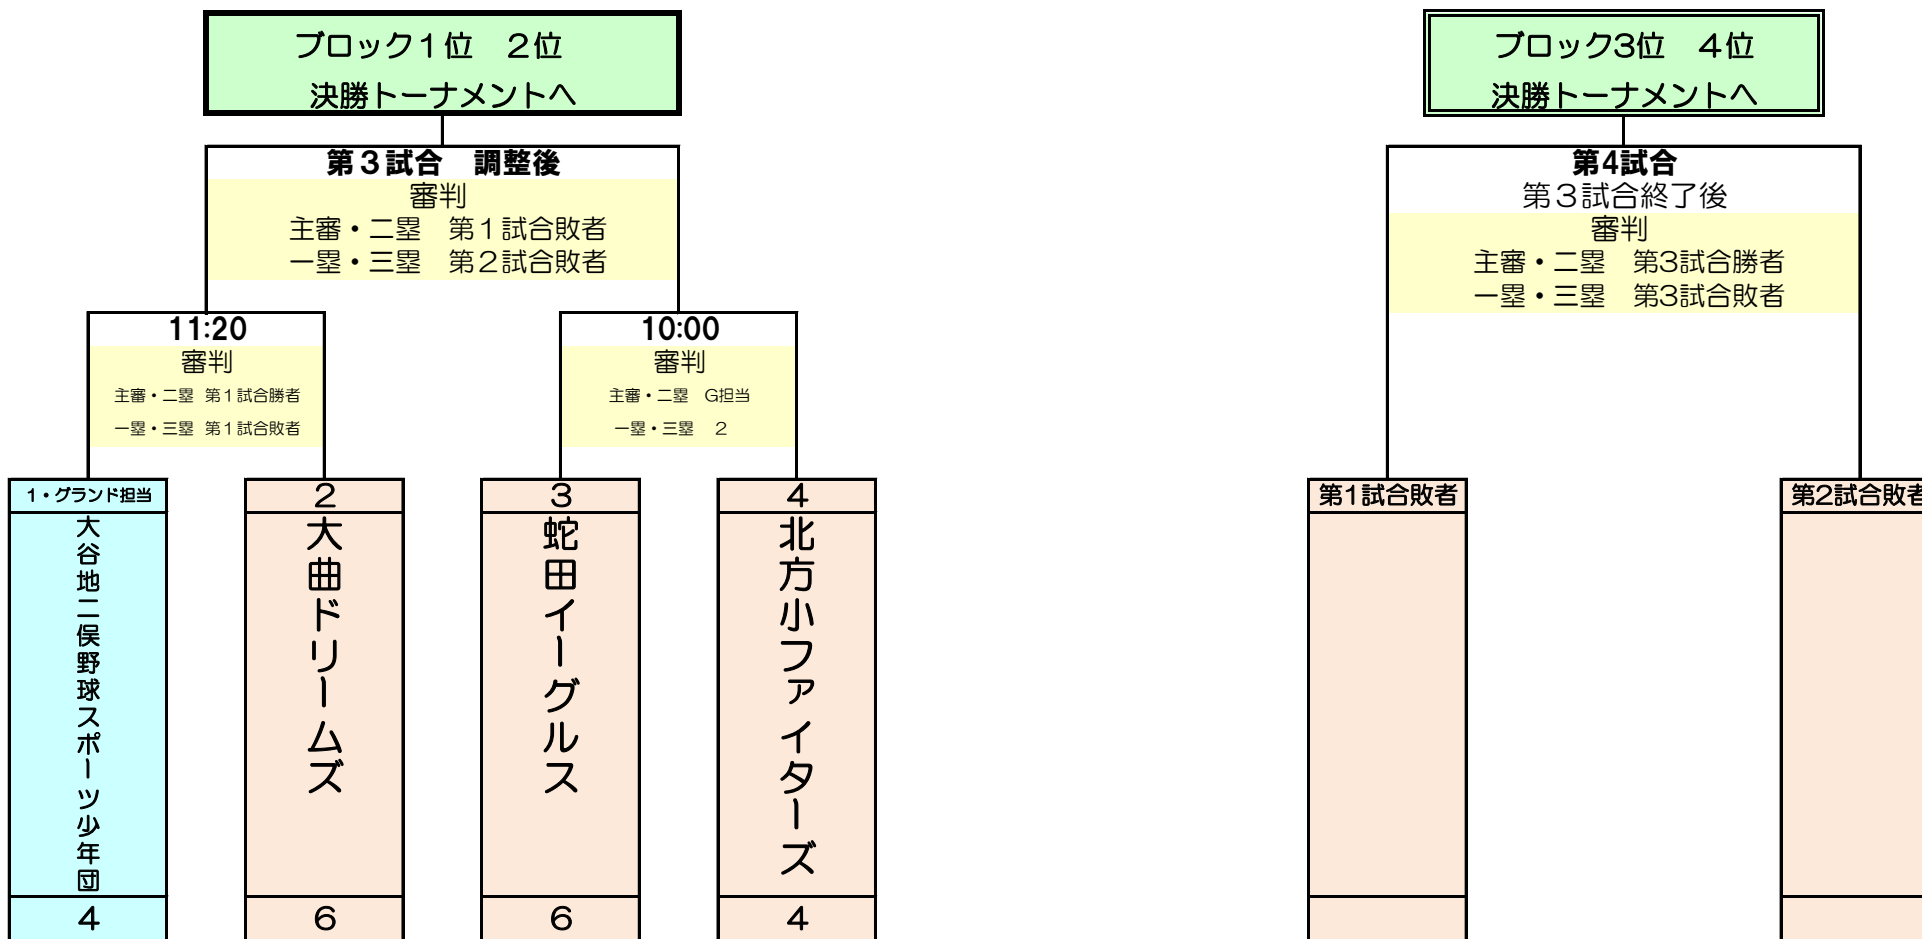 ブロック１位　２位
決勝トーナメントへ
第３試合　調整後
審判
主審・二塁　第１試合敗者
一塁・三塁　第２試合敗者
11:20
審判
主審・二塁 第１試合勝者
一塁・三塁 第１試合敗者
10:00
審判
主審・二塁　G担当
一塁・三塁　２
1・グランド担当
大谷地二俣野球スポーツ少年団
4
２
大曲ドリームズ
６
３
蛇田イーグルス
６
４
北方小ファイターズ
４
ブロック3位　４位
決勝トーナメントへ
第4試合
第３試合終了後
審判
主審・二塁　第3試合勝者
一塁・三塁　第3試合敗者
第1試合敗者
第2試合敗者